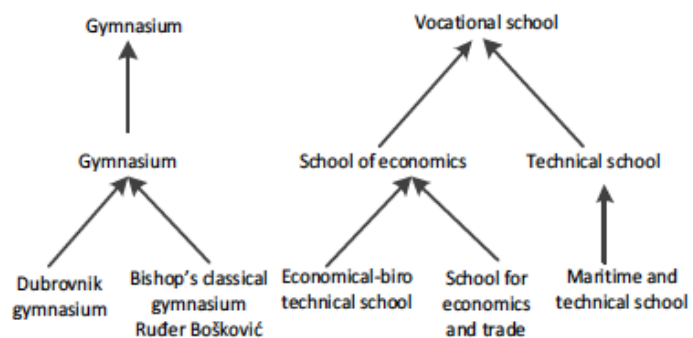 Gymnasium
Vocational school
Gymnasium
School of economics
Technical school
Dubrovnik
gymnasium
Bishop's classical
gymnasium
Ruđer Bošković
Economical-biro
technical school
School for
economics
and trade
Maritime and
technical school